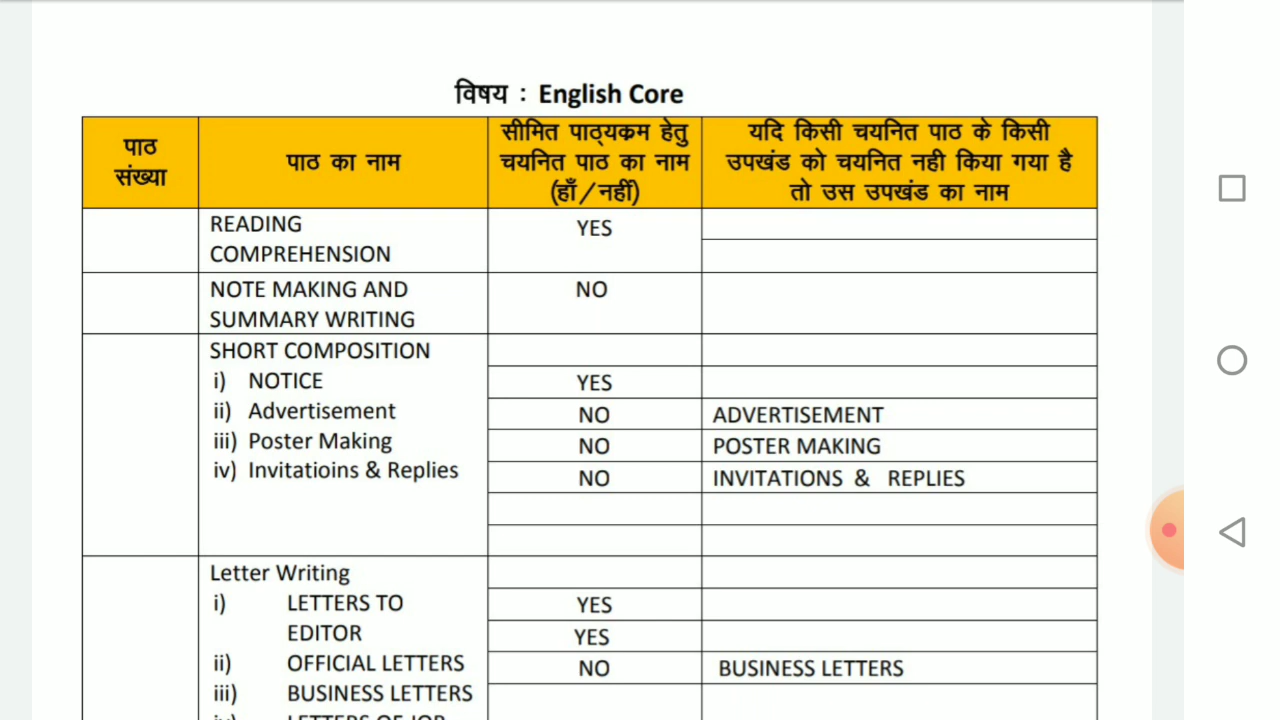 विषय : English Core
पाठ संख्या
पाठ का नाम
सीमित पाठ्यक्रम हेतु चयनित पाठ का नाम (हाँ/नहीं)
यदि किसी चयनित पाठ के किसी उपखंड को चयनित नही किया गया है तो उस उपखंड का नाम
READING COMPREHENSION
YES
NOTE MAKING AND SUMMARY WRITING
NO
SHORT COMPOSITION
i) NOTICE
YES
ii) Advertisement
NO
ADVERTISEMENT
iii) Poster Making
NO
POSTER MAKING
iv) Invitatioins & Replies
NO
INVITATIONS & REPLIES
Letter Writing
i) LETTERS TO EDITOR
YES
ii) OFFICIAL LETTERS
YES
iii) BUSINESS LETTERS
NO
BUSINESS LETTERS